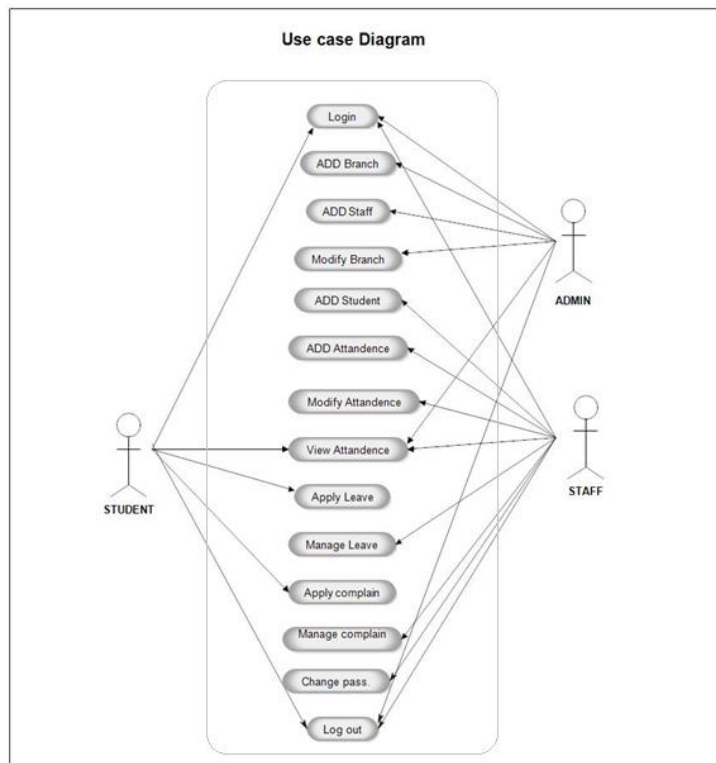 Use case Diagram
Login
ADD Branch
ADD Staff
Modify Branch
ADMIN
ADD Student
ADD Attandence
Modify Attandence
View Attandence
STUDENT
Apply Leave
STAFF
Manage Leave
Apply complain
Manage complain
Change pass.
Log out